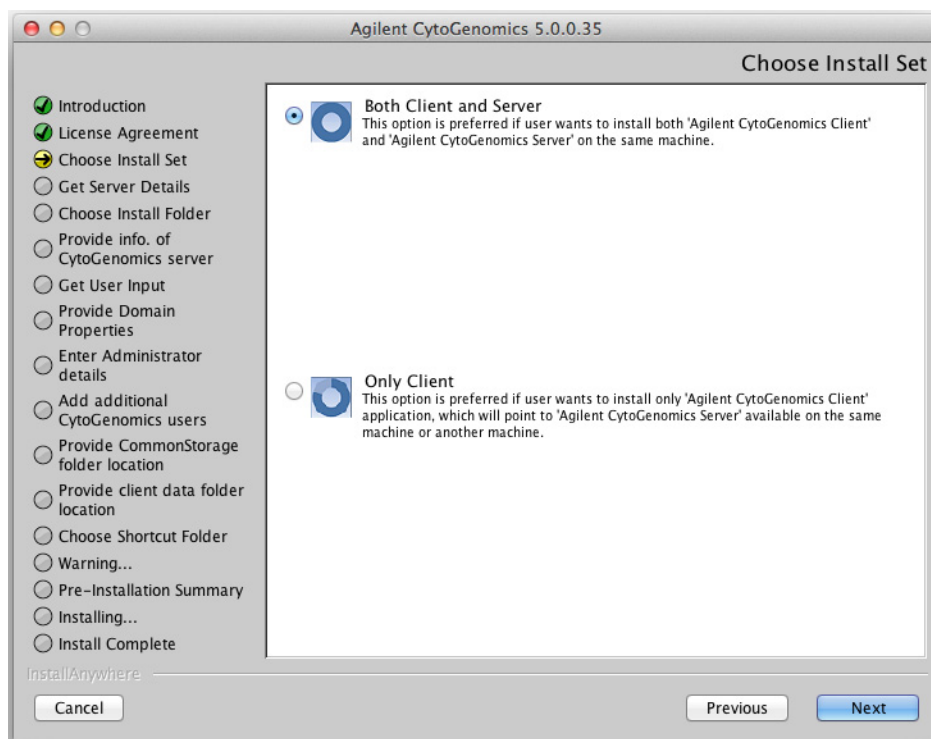 Agilent CytoGenomics 5.0.0.35
Choose Install Set
Introduction
License Agreement
Choose Install Set
Get Server Details
Choose Install Folder
Provide info. of
CytoGenomics server
Get User Input
Provide Domain
Properties
Enter Administrator
details
Add additional
CytoGenomics users
Provide CommonStorage
folder location
Provide client data folder
location
Choose Shortcut Folder
Warning...
Pre-Installation Summary
Installing...
Install Complete
Both Client and Server
This option is preferred if user wants to install both 'Agilent CytoGenomics Client'
and 'Agilent CytoGenomics Server' on the same machine.
Only Client
This option is preferred if user wants to install only 'Agilent CytoGenomics Client'
application, which will point to 'Agilent CytoGenomics Server' available on the same
machine or another machine.
InstallAnywhere
Cancel
Previous
Next